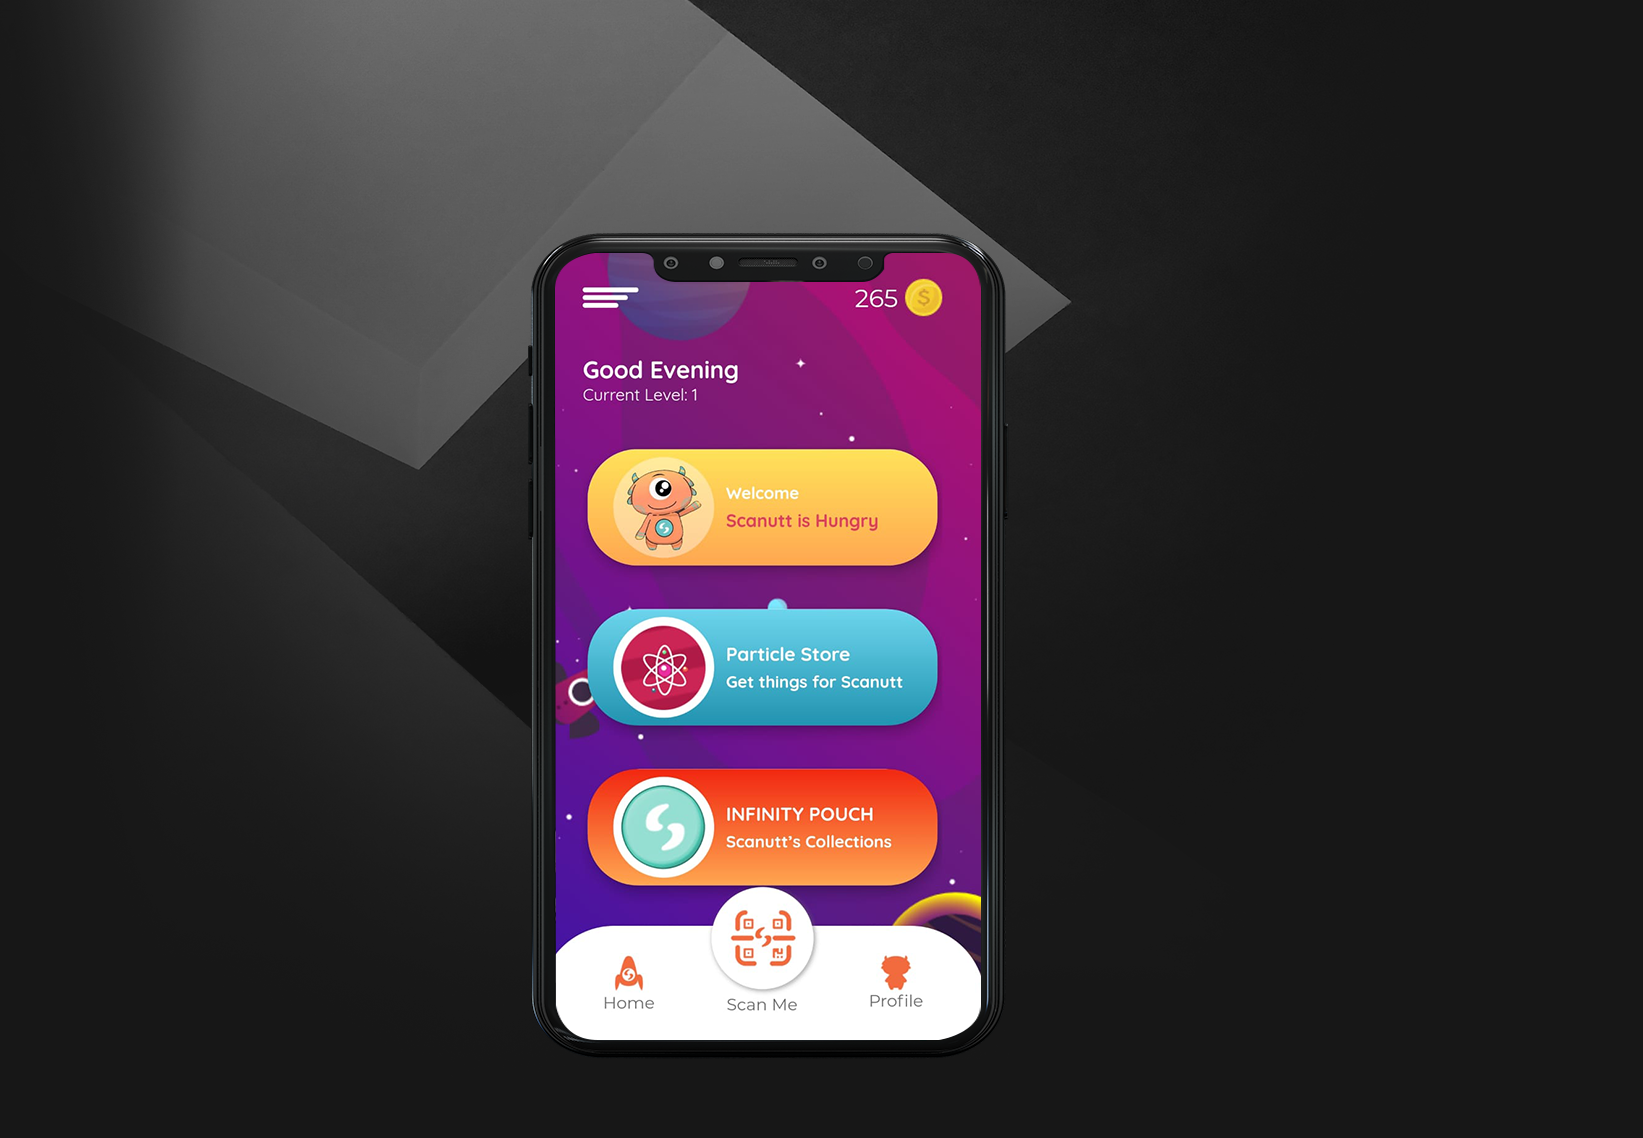 265
Good Evening
Current Level: 1
Welcome
Scanutt is Hungry
Particle Store
Get things for Scanutt
INFINITY POUCH
Scanutt's Collections
Home
Scan Me
Profile